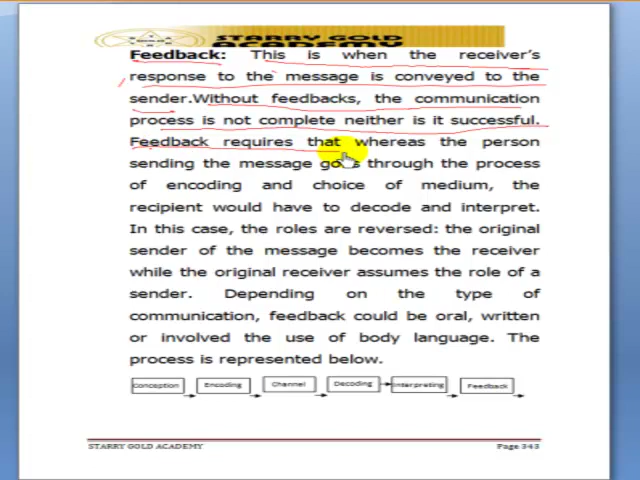 STARRY GOLD
ACADEMY
Feedback: This is when the receiver's
response to the message is conveyed to the
sender.Without feedbacks, the communication
process is not complete neither is it successful.
Feedback requires that whereas the person
sending the message goes through the process
of encoding and choice of medium, the
recipient would have to decode and interpret.
In this case, the roles are reversed: the original
sender of the message becomes the receiver
while the original receiver assumes the role of a
sender. Depending on the type of
communication, feedback could be oral, written
or involved the use of body language. The
process is represented below.
Conception Encoding Channel Decoding Interpreting Feedback
STARRY GOLD ACADEMY Page 343